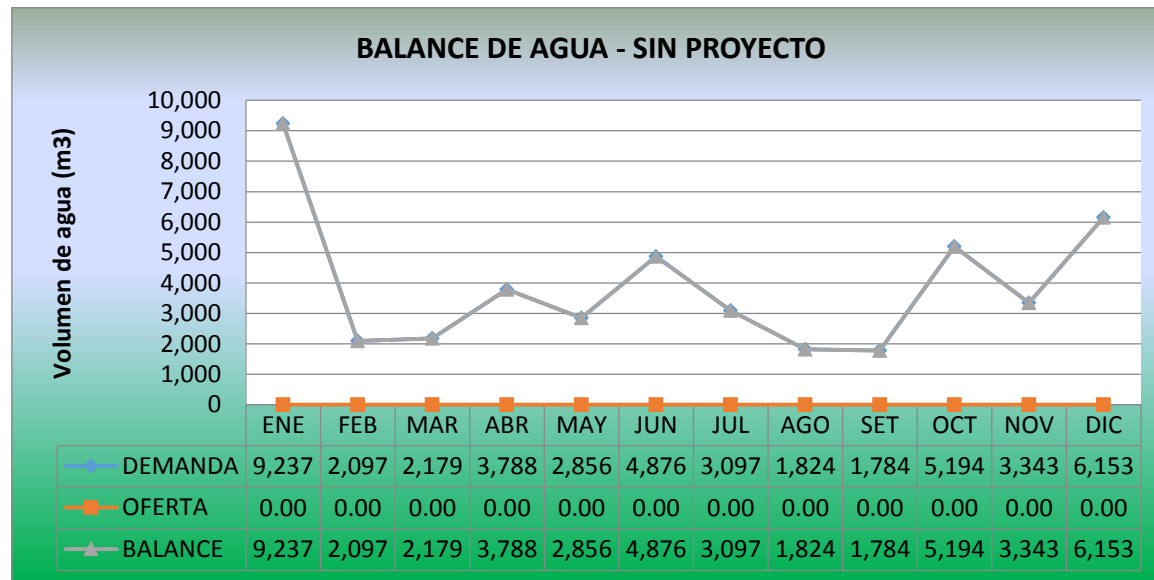 BALANCE DE AGUA - SIN PROYECTO
Volumen de agua (m3)
10,000
9,000
8,000
7,000
6,000
5,000
4,000
3,000
2,000
1,000
0
ENE FEB MAR ABR MAY JUN JUL AGO SET OCT NOV DIC
DEMANDA 9,237 2,097 2,179 3,788 2,856 4,876 3,097 1,824 1,784 5,194 3,343 6,153
OFERTA 0.00 0.00 0.00 0.00 0.00 0.00 0.00 0.00 0.00 0.00 0.00 0.00
BALANCE 9,237 2,097 2,179 3,788 2,856 4,876 3,097 1,824 1,784 5,194 3,343 6,153